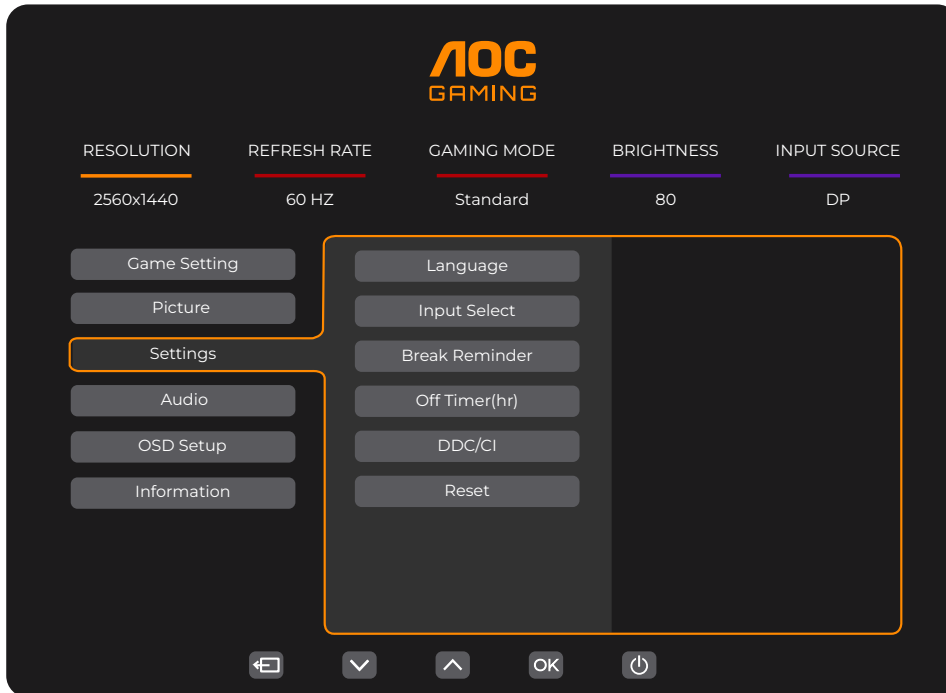 AOC
GAMING
RESOLUTION REFRESH RATE GAMING MODE BRIGHTNESS INPUT SOURCE
2560x1440 60 HZ Standard 80 DP
Game Setting Language
Picture Input Select
Settings Break Reminder
Audio Off Timer(hr)
OSD Setup DDC/CI
Information Reset
OK